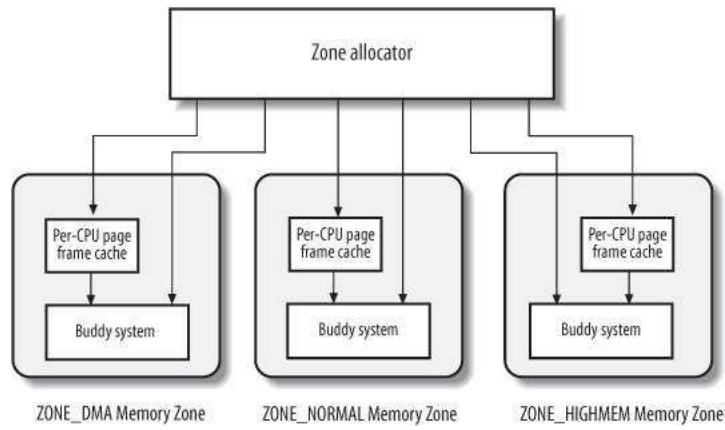 Zone allocator
Per-CPU page
frame cache
Buddy system
Per-CPU page
frame cache
Buddy system
Per-CPU page
frame cache
Buddy system
ZONE_DMA Memory Zone
ZONE_NORMAL Memory Zone
ZONE_HIGHMEM Memory Zone